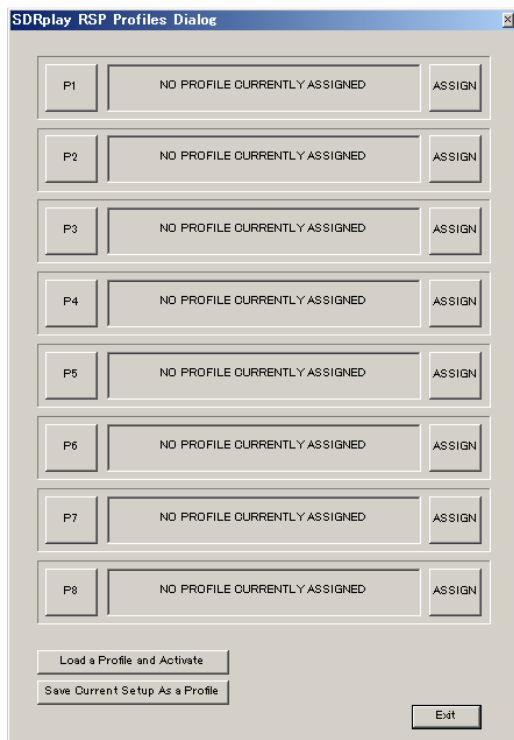 SDRplay RSP Profiles Dialog
P1 NO PROFILE CURRENTLY ASSIGNED ASSIGN
P2 NO PROFILE CURRENTLY ASSIGNED ASSIGN
P3 NO PROFILE CURRENTLY ASSIGNED ASSIGN
P4 NO PROFILE CURRENTLY ASSIGNED ASSIGN
P5 NO PROFILE CURRENTLY ASSIGNED ASSIGN
P6 NO PROFILE CURRENTLY ASSIGNED ASSIGN
P7 NO PROFILE CURRENTLY ASSIGNED ASSIGN
P8 NO PROFILE CURRENTLY ASSIGNED ASSIGN
Load a Profile and Activate
Save Current Setup As a Profile
Exit